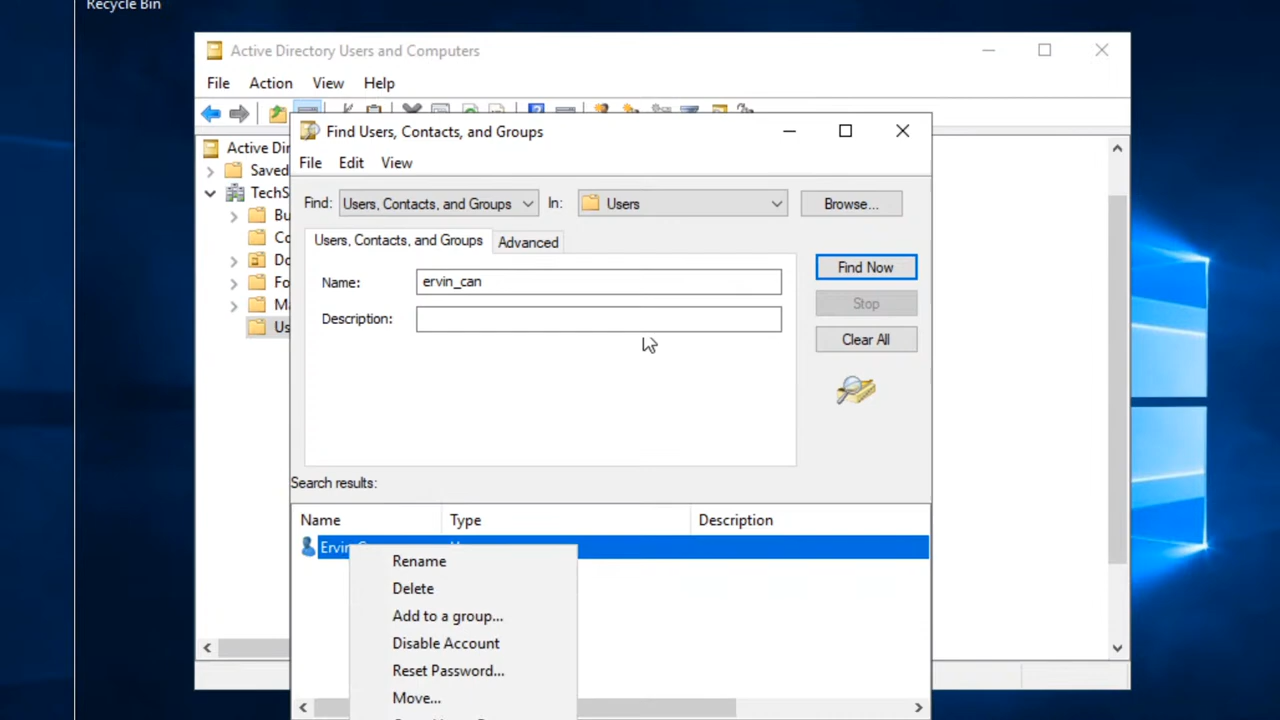 Recycle Bin
Active Directory Users and Computers
File Action View Help
Find Users, Contacts, and Groups
Active Dir
File Edit View
Saved
TechS
Find: Users, Contacts, and Groups In: Users Browse...
Bu
Users, Contacts, and Groups Advanced
Co
Do
Find Now
Name: ervin_can
Fo
Stop
Ma
Description:
Us
Clear All
Search results:
Name Type Description
Ervin
Rename
Delete
Add to a group...
Disable Account
Reset Password...
Move...